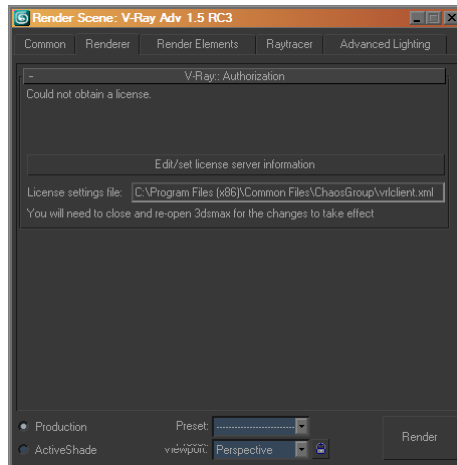 Render Scene: V-Ray Adv 1.5 RC3
Common Renderer Render Elements Raytracer Advanced Lighting
- V-Ray:: Authorization
Could not obtain a license.
Edit/set license server information
License settings file: C:\Program Files (x86)\Common Files\ChaosGroup\vrlclient.xml
You will need to close and re-open 3dsmax for the changes to take effect
Production Preset: -------------------------
ActiveShade Viewport: Perspective Render